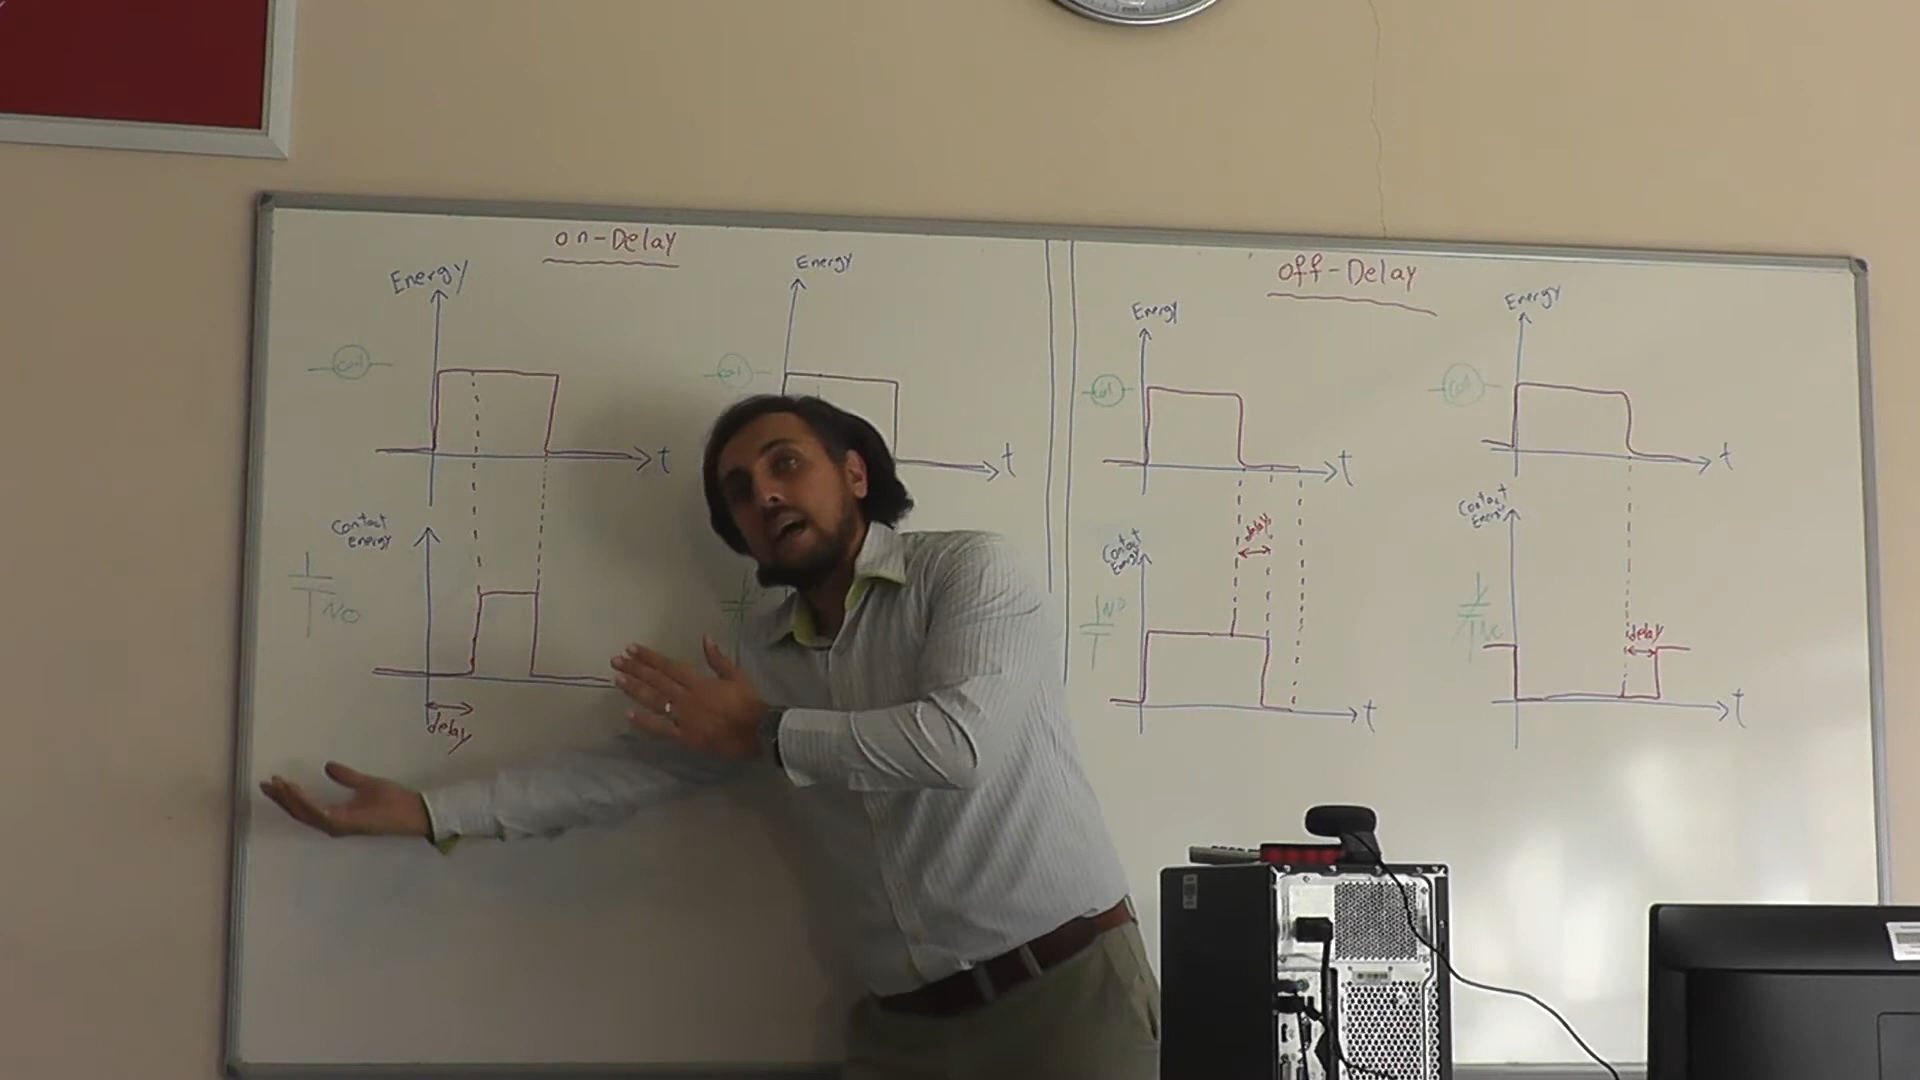 on-Delay
Energy
coil
t
Contact
Energy
NO
delay
Energy
t
off-Delay
Energy
coil
t
delay
Contact
Energy
NO
t
Energy
coil
t
Contact
Energy
NC
delay
t